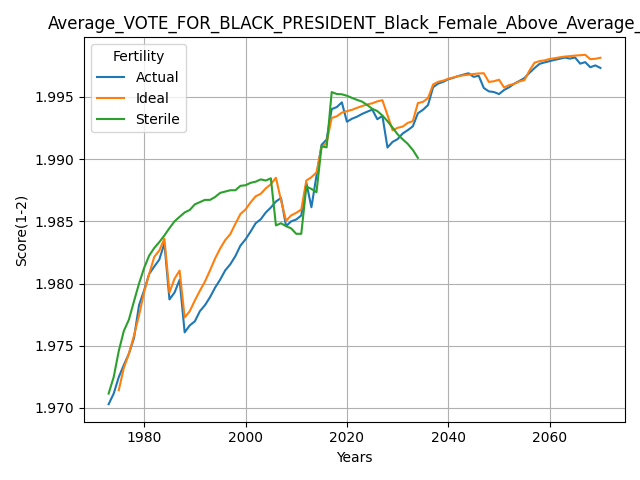 Average_VOTE_FOR_BLACK_PRESIDENT_Black_Female_Above_Average_
Fertility
Actual
Ideal
Sterile
Score(1-2)
1.995
1.990
1.985
1.980
1.975
1.970
1980
2000
2020
2040
2060
Years